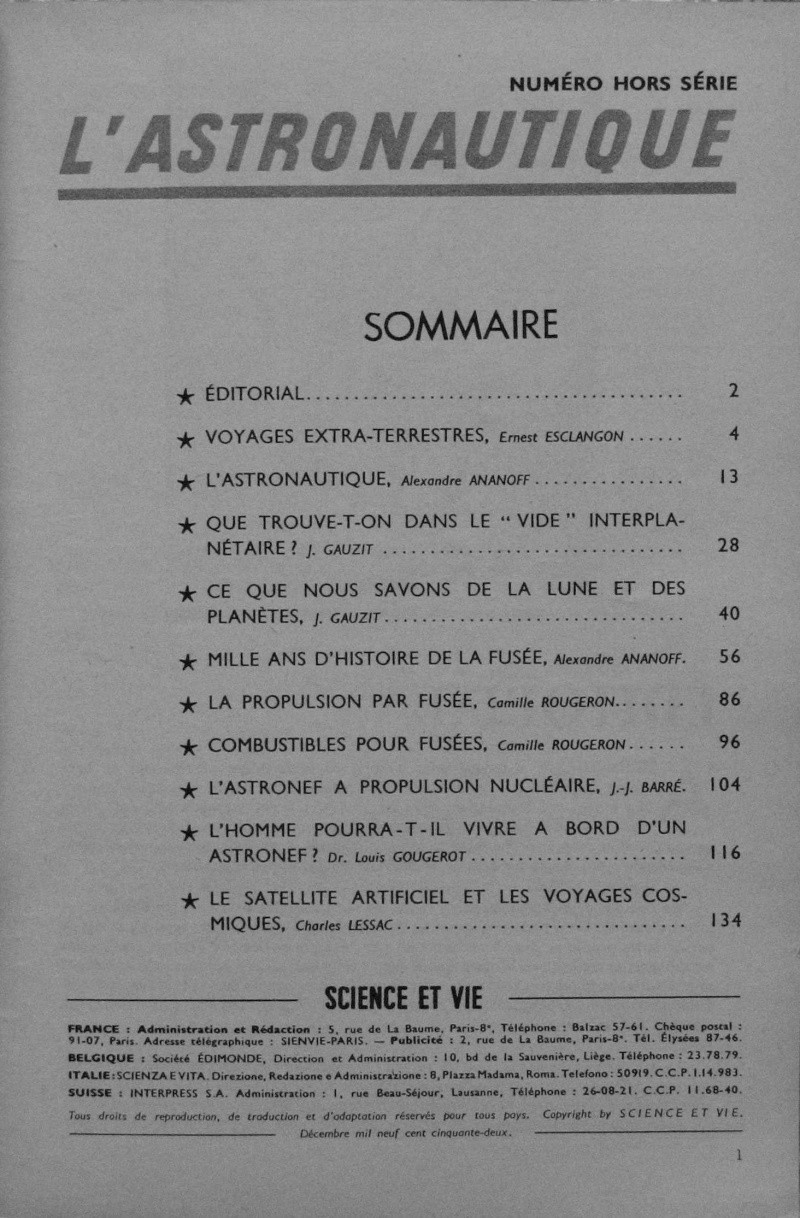 NUMÉRO HORS SÉRIE
L'ASTRONAUTIQUE
SOMMAIRE
★ ÉDITORIAL........................................ 2
★ VOYAGES EXTRA-TERRESTRES, Ernest ESCLANGON ...... 4
★ L'ASTRONAUTIQUE, Alexandre ANANOFF ................ 13
★ QUE TROUVE-T-ON DANS LE “ VIDE ” INTERPLA-
NÉTAIRE ? J. GAUZIT ................................ 28
★ CE QUE NOUS SAVONS DE LA LUNE ET DES
PLANÈTES, J. GAUZIT................................ 40
★ MILLE ANS D'HISTOIRE DE LA FUSÉE, Alexandre ANANOFF. 56
★ LA PROPULSION PAR FUSÉE, Camille ROUGERON........ 86
★ COMBUSTIBLES POUR FUSÉES, Camille ROUGERON...... 96
★ L'ASTRONEF A PROPULSION NUCLÉAIRE, J.-J. BARRÉ. 104
★ L'HOMME POURRA-T-IL VIVRE A BORD D'UN
ASTRONEF ? Dr. Louis GOUGEROT ....................... 116
★ LE SATELLITE ARTIFICIEL ET LES VOYAGES COS-
MIQUES, Charles LESSAC............................... 134
SCIENCE ET VIE
FRANCE : Administration et Rédaction : 5, rue de La Baume, Paris-8e, Téléphone : Balzac 57-61. Chèque postal :
91-07, Paris. Adresse télégraphique : SIENVIE-PARIS. — Publicité : 2, rue de La Baume, Paris-8e. Tél. Élysées 87-46.
BELGIQUE : Société ÉDIMONDE, Direction et Administration : 10, bd de la Sauvenière, Liège. Téléphone : 23.78.79.
ITALIE : SCIENZA E VITA. Direzione, Redazione e Administrazione : 8, Plazza Madama, Roma. Telefono : 50919. C.C.P. 1.14.983.
SUISSE : INTERPRESS S.A. Administration : 1, rue Beau-Séjour, Lausanne, Téléphone : 26-08-21. C.C.P. 11.68-40.
Tous droits de reproduction, de traduction et d'adaptation réservés pour tous pays. Copyright by SCIENCE ET VIE.
Décembre mil neuf cent cinquante-deux.
1